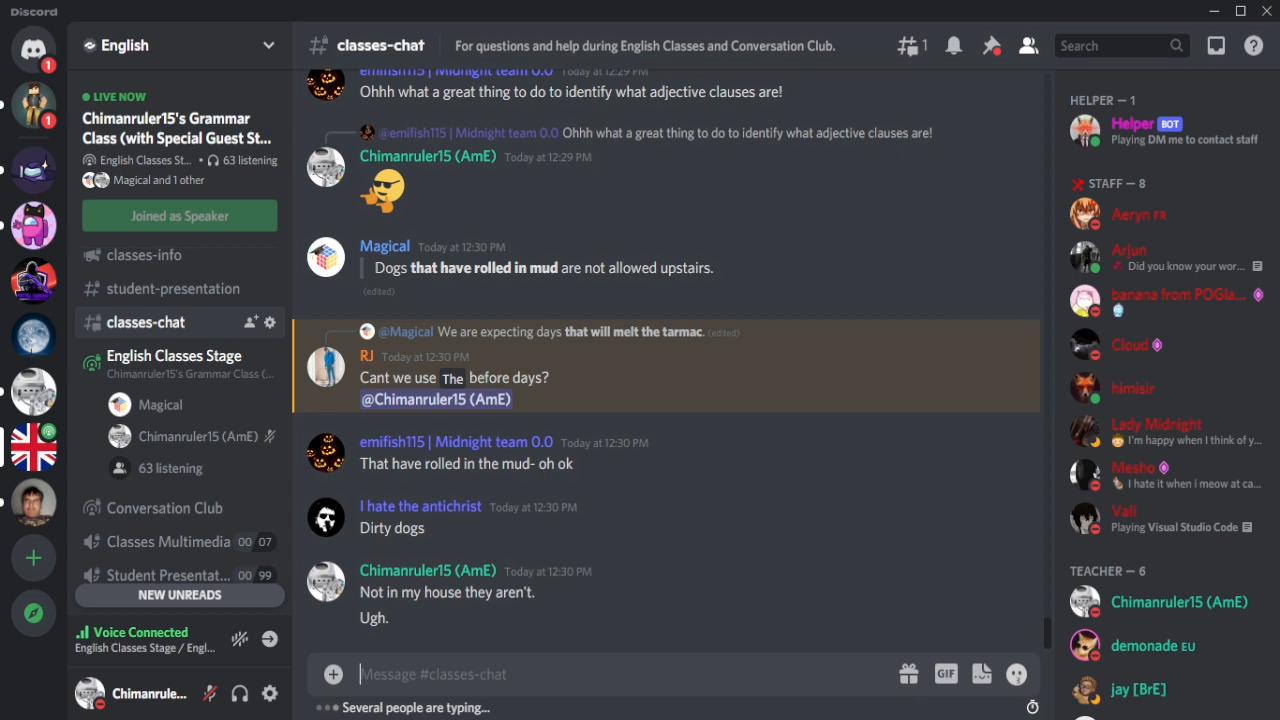 Discord
1
1
English
LIVE NOW
Chimanruler15's Grammar
Class (with Special Guest St...
English Classes St... • 63 listening
Magical and 1 other
Joined as Speaker
classes-info
student-presentation
classes-chat
English Classes Stage
Chimanruler15's Grammar Class (...
Magical
Chimanruler15 (AmE)
63 listening
Conversation Club
Classes Multimedia 00 07
Student Presentat... 00 99
NEW UNREADS
Voice Connected
English Classes Stage / Engl...
Chimanrule...
classes-chat
For questions and help during English Classes and Conversation Club.
1
Search
emifish115 | Midnight team 0.0 Today at 12:29 PM
Ohhh what a great thing to do to identify what adjective clauses are!
@emifish115 | Midnight team 0.0 Ohhh what a great thing to do to identify what adjective clauses are!
Chimanruler15 (AmE) Today at 12:29 PM
Magical Today at 12:30 PM
Dogs that have rolled in mud are not allowed upstairs.
(edited)
@Magical We are expecting days that will melt the tarmac. (edited)
RJ Today at 12:30 PM
Cant we use The before days?
@Chimanruler15 (AmE)
emifish115 | Midnight team 0.0 Today at 12:30 PM
That have rolled in the mud- oh ok
I hate the antichrist Today at 12:30 PM
Dirty dogs
Chimanruler15 (AmE) Today at 12:30 PM
Not in my house they aren't.
Ugh.
Message #classes-chat
GIF
Several people are typing...
HELPER — 1
Helper BOT
Playing DM me to contact staff
STAFF — 8
Aeryn FR
Arjun
Did you know your wor...
banana from POGla...
Cloud
himisir
Lady Midnight
I'm happy when I think of y...
Mesho
I hate it when i meow at ca...
Vali
Playing Visual Studio Code
TEACHER — 6
Chimanruler15 (AmE)
demonade EU
jay [BrE]